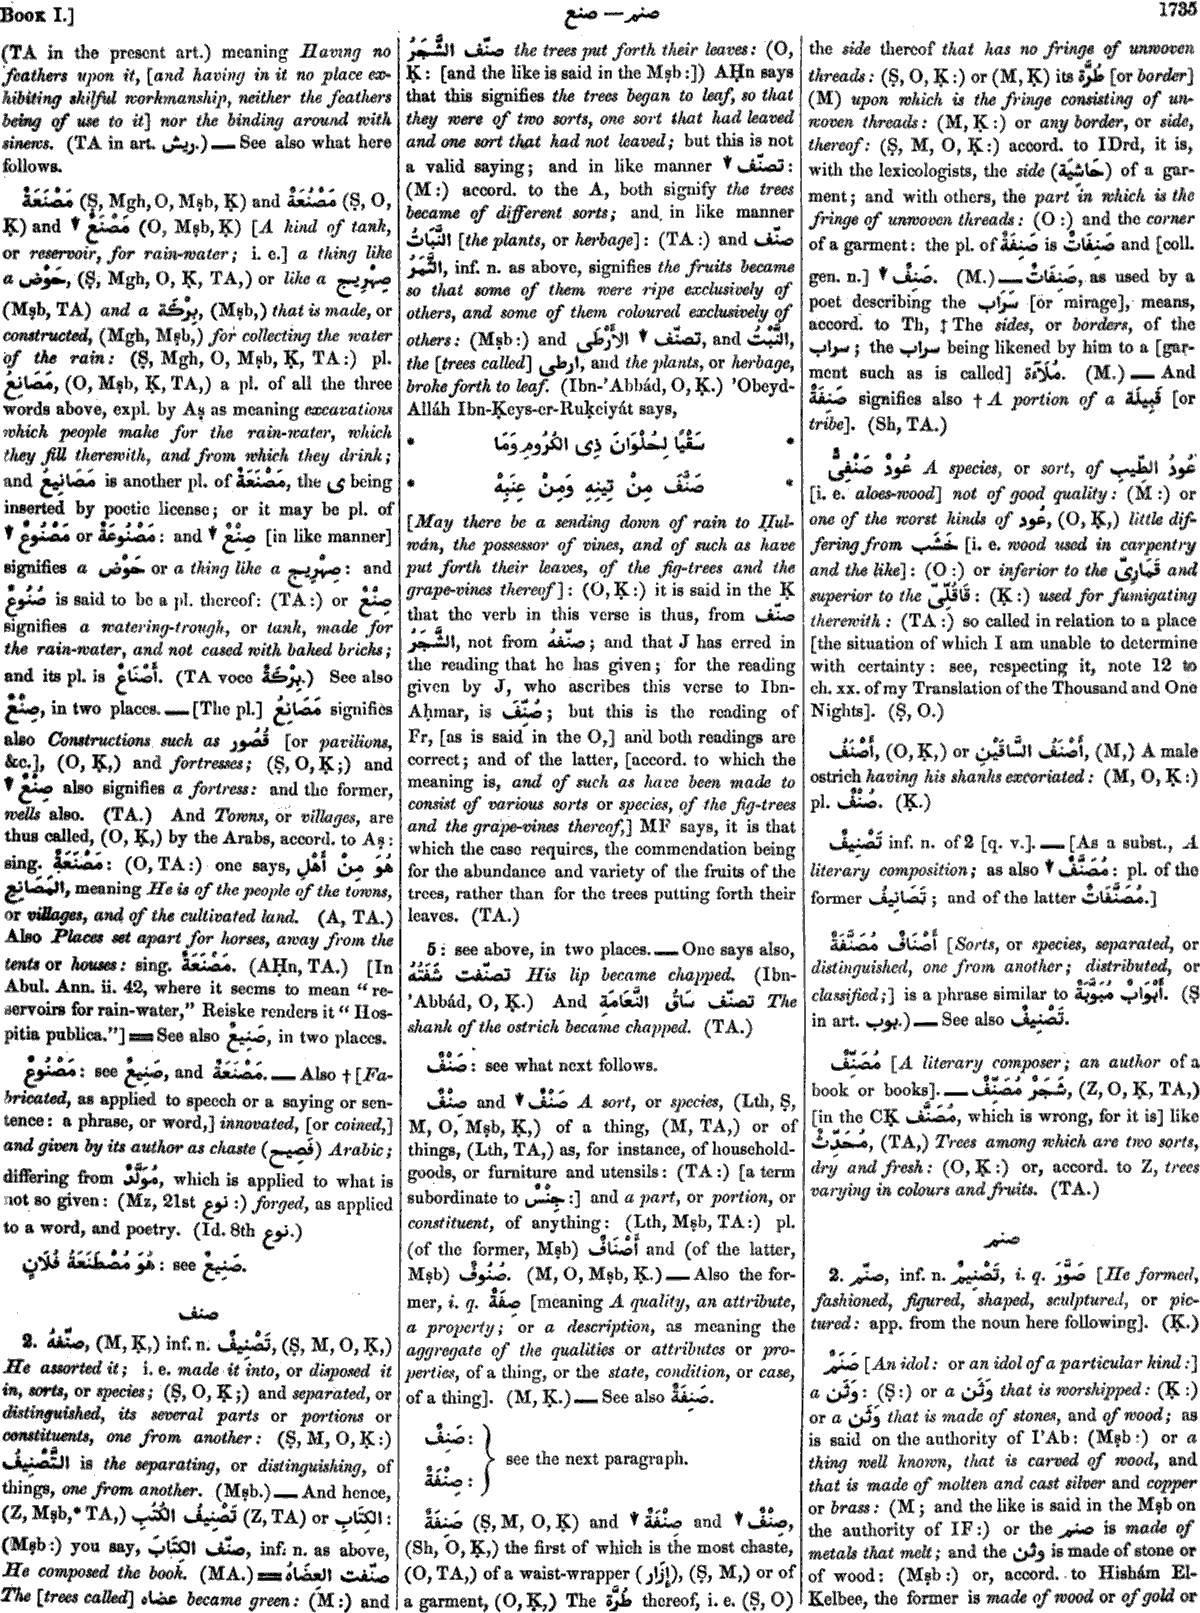 BOOK I.]
صنع — صنم
1735
(TA in the present art.) meaning Having no
feathers upon it, [and having in it no place ex-
hibiting skilful workmanship, neither the feathers
being of use to it] nor the binding around with
sinews. (TA in art. ريش.) — See also what here
follows.
مَصْنَعَةٌ (Ṣ, Mgh, O, Mṣb, Ḳ) and مَصْنُعَةٌ (Ṣ, O,
Ḳ) and ↓ مَصْنَعٌ (O, Mṣb, Ḳ) [A kind of tank,
or reservoir, for rain-water; i. e.] a thing like
a حَوْض, (Ṣ, Mgh, O, Ḳ, TA,) or like a صِهْرِيج
(Mṣb, TA) and a بِرْكَة, (Mṣb,) that is made, or
constructed, (Mgh, Mṣb,) for collecting the water
of the rain: (Ṣ, Mgh, O, Mṣb, Ḳ, TA:) pl.
مَصَانِعُ, (O, Mṣb, Ḳ, TA,) a pl. of all the three
words above, expl. by Aṣ as meaning excavations
which people make for the rain-water, which
they fill therewith, and from which they drink;
and مَصَانِيعُ is another pl. of مَصْنَعَةٌ, the ى being
inserted by poetic license; or it may be pl. of
↓ مَصْنُوعٌ or مَصْنُوعَةٌ: and ↓ صِنْعٌ [in like manner]
signifies a حَوْض or a thing like a صِهْرِيج: and
صُنُوعٌ is said to be a pl. thereof: (TA:) or صِنْعٌ
signifies a watering-trough, or tank, made for
the rain-water, and not cased with baked bricks;
and its pl. is أَصْنَاعٌ. (TA voce بِرْكَةٌ.) See also
صِنْعٌ, in two places. — [The pl.] مَصَانِعُ signifies
also Constructions such as قُصُور [or pavilions,
&c.], (O, Ḳ,) and fortresses; (Ṣ, O, Ḳ;) and
↓ صِنْعٌ also signifies a fortress: and the former,
wells also. (TA.) And Towns, or villages, are
thus called, (O, Ḳ,) by the Arabs, accord. to Aṣ:
sing. مَصْنَعَةٌ: (O, TA:) one says, هُوَ مِنْ أَهْلِ
المَصَانِعِ, meaning He is of the people of the towns,
or villages, and of the cultivated land. (A, TA.)
Also Places set apart for horses, away from the
tents or houses: sing. مَصْنَعَةٌ. (AḤn, TA.) [In
Abul. Ann. ii. 42, where it seems to mean “re-
servoirs for rain-water,” Reiske renders it “Hos-
pitia publica.”] = See also صَنِيعٌ, in two places.
مَصْنُوعٌ: see صَنِيعٌ, and مَصْنَعَةٌ. — Also † [Fa-
bricated, as applied to speech or a saying or sen-
tence: a phrase, or word,] innovated, [or coined,]
and given by its author as chaste (فَصِيح) Arabic;
differing from مُوَلَّدٌ, which is applied to what is
not so given: (Mz, 21st نوع:) forged, as applied
to a word, and poetry. (Id. 8th نوع.)
هُوَ مُصْطَنَعَةُ فُلَانٍ: see صَنِيعٌ.
صنف
2. صنّفهُ, (M, Ḳ,) inf. n. تَصْنِيفٌ, (Ṣ, M, O, Ḳ,)
He assorted it; i. e. made it into, or disposed it
in, sorts, or species; (Ṣ, O, Ḳ;) and separated, or
distinguished, its several parts or portions or
constituents, one from another: (Ṣ, M, O, Ḳ:)
التَّصْنِيفُ is the separating, or distinguishing, of
things, one from another. (Mṣb.) — And hence,
(Z, Mṣb,* TA,) تَصْنِيفُ الكُتُبِ (Z, TA) or الكِتَابِ:
(Mṣb:) you say, صنّف الكِتَابَ, inf. n. as above,
He composed the book. (MA.) = صنّفت العِضَاهُ
The [trees called] عضاه became green: (M:) and
صنّف الشَّجَرُ the trees put forth their leaves: (O,
Ḳ: [and the like is said in the Mṣb:]) AḤn says
that this signifies the trees began to leaf, so that
they were of two sorts, one sort that had leaved
and one sort that had not leaved; but this is not
a valid saying; and in like manner ↓ تصنّف:
(M:) accord. to the A, both signify the trees
became of different sorts; and in like manner
النَّبَاتُ [the plants, or herbage]: (TA:) and صنّف
الثَّمَرُ, inf. n. as above, signifies the fruits became
so that some of them were ripe exclusively of
others, and some of them coloured exclusively of
others: (Mṣb:) and ↓ تصنّف الأَرْطَى, and النَّبْتُ,
the [trees called] ارطى, and the plants, or herbage,
broke forth to leaf. (Ibn-’Abbád, O, Ḳ.) ’Obeyd-
Alláh Ibn-Ḳeys-er-Ruḳeiyát says,
* سَقْيًا لِحُلْوَانَ ذِى الكُرُومِ وَمَا *
* صَنَّفَ مِنْ تِينِهِ وَمِنْ عِنَبِهْ *
[May there be a sending down of rain to Ḥul-
wán, the possessor of vines, and of such as have
put forth their leaves, of the fig-trees and the
grape-vines thereof]: (O, Ḳ:) it is said in the Ḳ
that the verb in this verse is thus, from صنّف
الشَّجَرُ, not from صنّفهُ; and that J has erred in
the reading that he has given; for the reading
given by J, who ascribes this verse to Ibn-
Aḥmar, is صُنِّفَ; but this is the reading of
Fr, [as is said in the O,] and both readings are
correct; and of the latter, [accord. to which the
meaning is, and of such as have been made to
consist of various sorts or species, of the fig-trees
and the grape-vines thereof,] MF says, it is that
which the case requires, the commendation being
for the abundance and variety of the fruits of the
trees, rather than for the trees putting forth their
leaves. (TA.)
5: see above, in two places. — One says also,
تصنّفت شَفَتُهُ His lip became chapped. (Ibn-
’Abbád, O, Ḳ.) And تصنّف سَاقُ النَّعَامَةِ The
shank of the ostrich became chapped. (TA.)
صَنْفٌ: see what next follows.
صِنْفٌ and ↓ صَنْفٌ A sort, or species, (Lth, Ṣ,
M, O, Mṣb, Ḳ,) of a thing, (M, TA,) or of
things, (Lth, TA,) as, for instance, of household-
goods, or furniture and utensils: (TA:) [a term
subordinate to جِنْسٌ:] and a part, or portion, or
constituent, of anything: (Lth, Mṣb, TA:) pl.
(of the former, Mṣb) أَصْنَافٌ and (of the latter,
Mṣb) صُنُوفٌ. (M, O, Mṣb, Ḳ.) — Also the for-
mer, i. q. صِفَةٌ [meaning A quality, an attribute,
a property; or a description, as meaning the
aggregate of the qualities or attributes or pro-
perties, of a thing, or the state, condition, or case,
of a thing]. (M, Ḳ.) — See also صَنِفَةٌ.
صَنِفٌ:
صِنْفَةٌ:
see the next paragraph.
صَنِفَةٌ (Ṣ, M, O, Ḳ) and ↓ صِنْفَةٌ and ↓ صِنْفٌ,
(Sh, O, Ḳ,) the first of which is the most chaste,
(O, TA,) of a waist-wrapper (إِزَار), (Ṣ, M,) or of
a garment, (O, Ḳ,) The طُرَّة thereof, i. e. (Ṣ, O)
the side thereof that has no fringe of unwoven
threads: (Ṣ, O, Ḳ:) or (M, Ḳ) its طُرَّة [or border]
(M) upon which is the fringe consisting of un-
woven threads: (M, Ḳ:) or any border, or side,
thereof: (Ṣ, M, O, Ḳ:) accord. to IDrd, it is,
with the lexicologists, the side (حَاشِيَة) of a gar-
ment; and with others, the part in which is the
fringe of unwoven threads: (O:) and the corner
of a garment: the pl. of صَنِفَةٌ is صَنِفَاتٌ and [coll.
gen. n.] ↓ صَنِفٌ. (M.) — صَنِفَاتٌ, as used by a
poet describing the سَرَاب [or mirage], means,
accord. to Th, † The sides, or borders, of the
سراب; the سراب being likened by him to a [gar-
ment such as is called] مُلَآءَة. (M.) — And
صَنِفَةٌ signifies also † A portion of a قَبِيلَة [or
tribe]. (Sh, TA.)
عُودٌ صَنْفِىٌّ A species, or sort, of عُودُ الطِّيبِ
[i. e. aloes-wood] not of good quality: (M:) or
one of the worst hinds of عُود, (O, Ḳ,) little dif-
fering from خَشَب [i. e. wood used in carpentry
and the like]: (O:) or inferior to the قَمَارِىّ and
superior to the قَاقُلِّىّ: (Ḳ:) used for fumigating
therewith: (TA:) so called in relation to a place
[the situation of which I am unable to determine
with certainty: see, respecting it, note 12 to
ch. xx. of my Translation of the Thousand and One
Nights]. (Ṣ, O.)
أَصْنَفُ, (O, Ḳ,) or أَصْنَفُ السَّاقَيْنِ, (M,) A male
ostrich having his shanks excoriated: (M, O, Ḳ:)
pl. صُنْفٌ. (Ḳ.)
تَصْنِيفٌ inf. n. of 2 [q. v.]. — [As a subst., A
literary composition; as also ↓ مُصَنَّفٌ: pl. of the
former تَصَانِيفُ; and of the latter مُصَنَّفَاتٌ.]
أَصْنَافٌ مُصَنَّفَةٌ [Sorts, or species, separated, or
distinguished, one from another; distributed, or
classified;] is a phrase similar to أَبْوَابٌ مُبَوَّبَةٌ. (Ṣ
in art. بوب.) — See also تَصْنِيفٌ.
مُصَنِّفٌ [A literary composer; an author of a
book or books]. — شَجَرٌ مُصَنِّفٌ, (Z, O, Ḳ, TA,)
[in the CḲ مُصَنَّف, which is wrong, for it is] like
مُحَدِّثٌ, (TA,) Trees among which are two sorts,
dry and fresh: (O, Ḳ:) or, accord. to Z, trees
varying in colours and fruits. (TA.)
صنم
2. صنّم, inf. n. تَصْنِيمٌ, i. q. صَوَّرَ [He formed,
fashioned, figured, shaped, sculptured, or pic-
tured: app. from the noun here following]. (Ḳ.)
صَنَمٌ [An idol: or an idol of a particular kind:]
a وَثَن: (Ṣ:) or a وَثَن that is worshipped: (Ḳ:)
or a وَثَن that is made of stones, and of wood; as
is said on the authority of I’Ab: (Mṣb:) or a
thing well known, that is carved of wood, and
that is made of molten and cast silver and copper
or brass: (M; and the like is said in the Mṣb on
the authority of IF:) or the صنم is made of
metals that melt; and the وثن is made of stone or
of wood: (Mṣb:) or, accord. to Hishám El-
Kelbee, the former is made of wood or of gold or